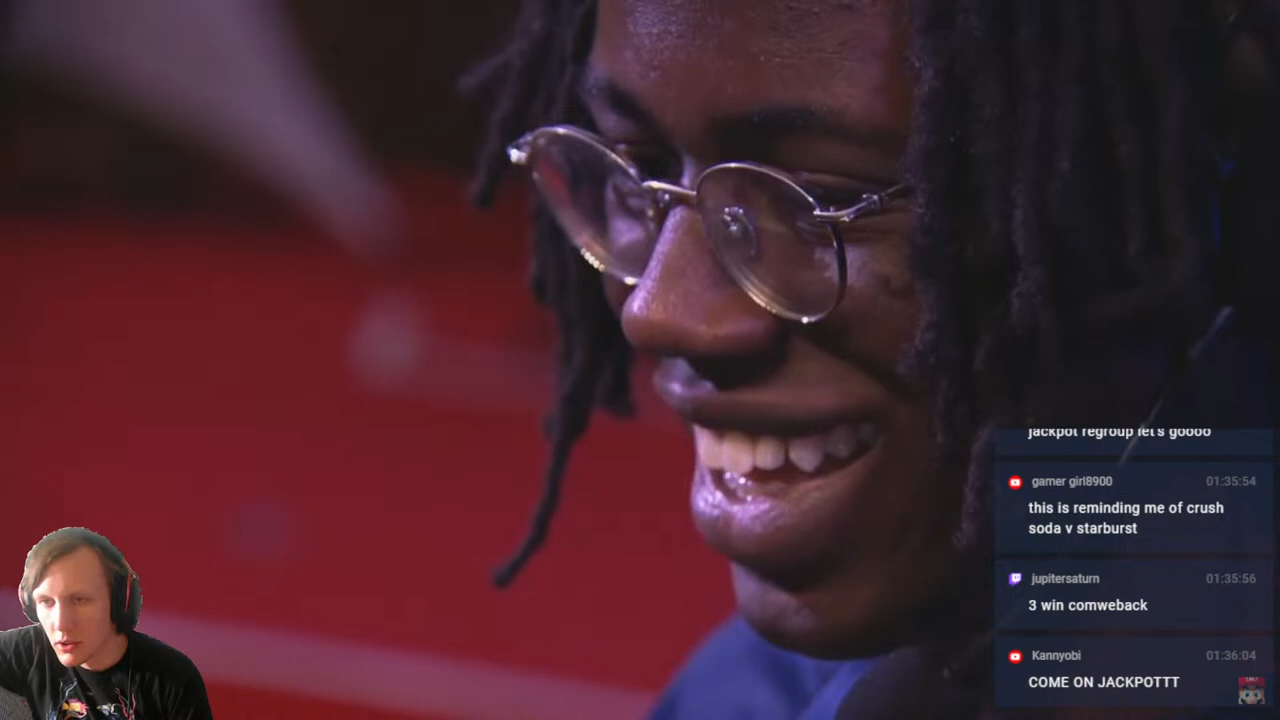 jackpot regroup let's goooo
gamer girl8900 01:35:54
this is reminding me of crush
soda v starburst
jupitersaturn 01:35:56
3 win comweback
Kannyobi 01:36:04
COME ON JACKPOTTT